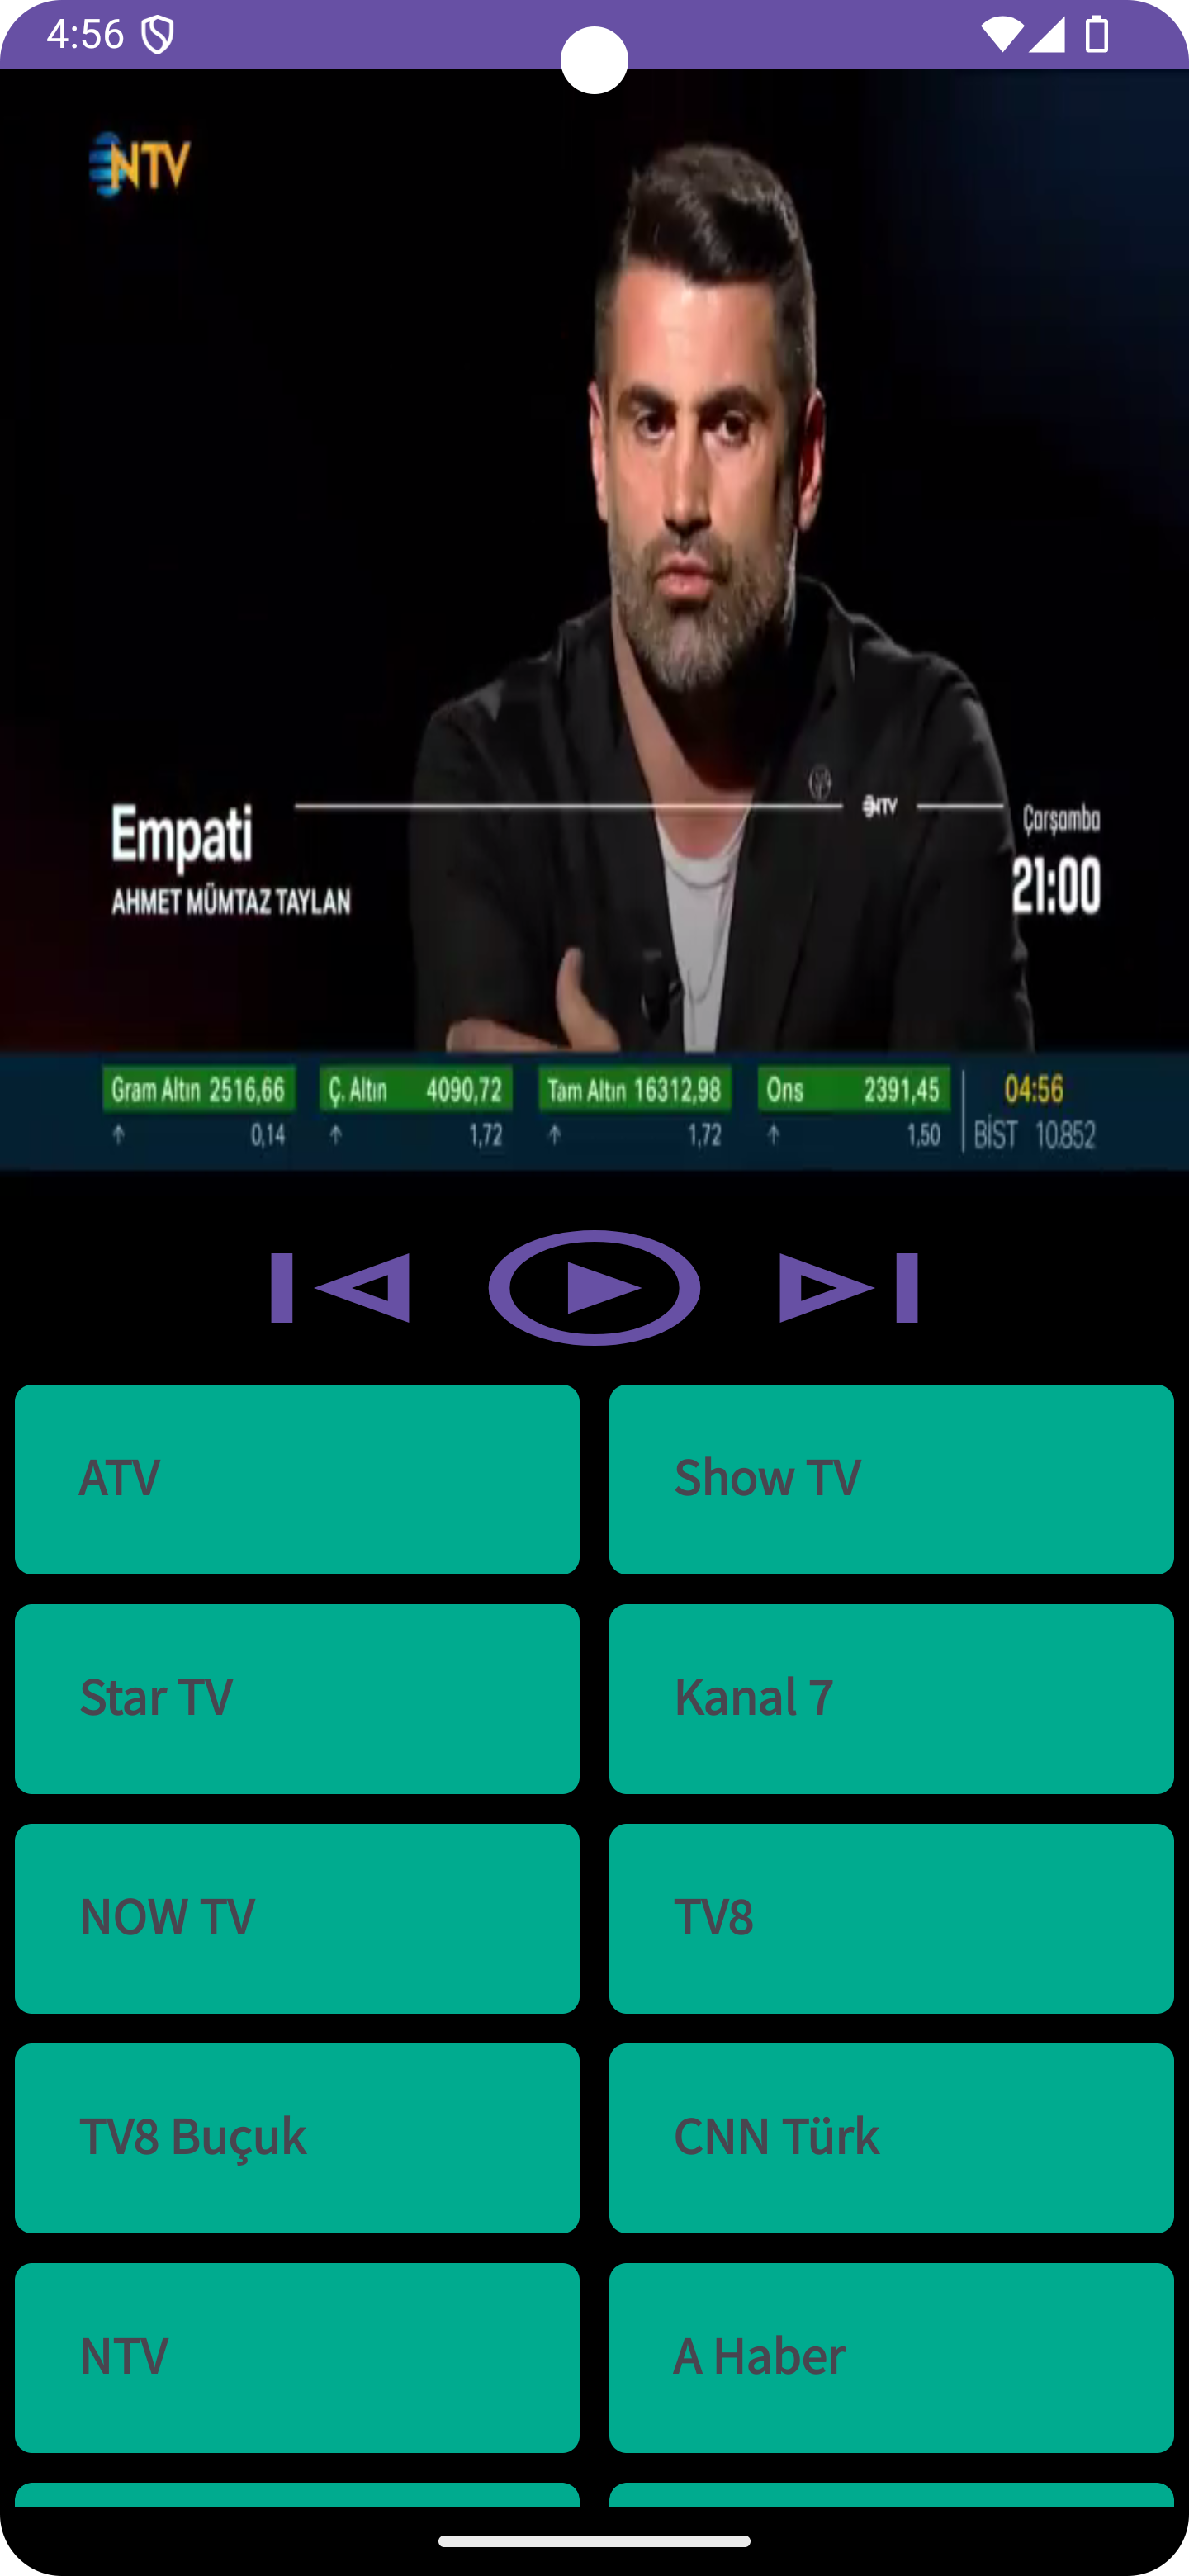 4:56
NTV
Empati
NTV
Çarşamba
AHMET MÜMTAZ TAYLAN
21:00
Gram Altın 2516,66
0,14
Ç. Altın 4090,72
1,72
Tam Altın 16312,98
1,72
Ons 2391,45
1,50
04:56
BİST 10.852
ATV
Show TV
Star TV
Kanal 7
NOW TV
TV8
TV8 Buçuk
CNN Türk
NTV
A Haber